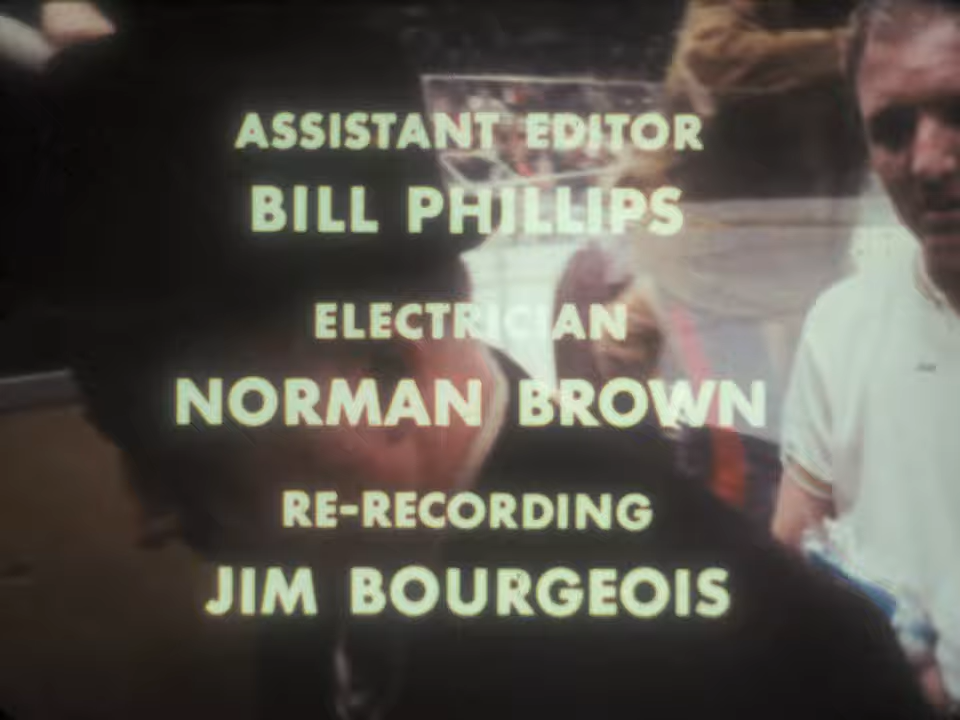 ASSISTANT EDITOR
BILL PHILLIPS
ELECTRICIAN
NORMAN BROWN
RE-RECORDING
JIM BOURGEOIS